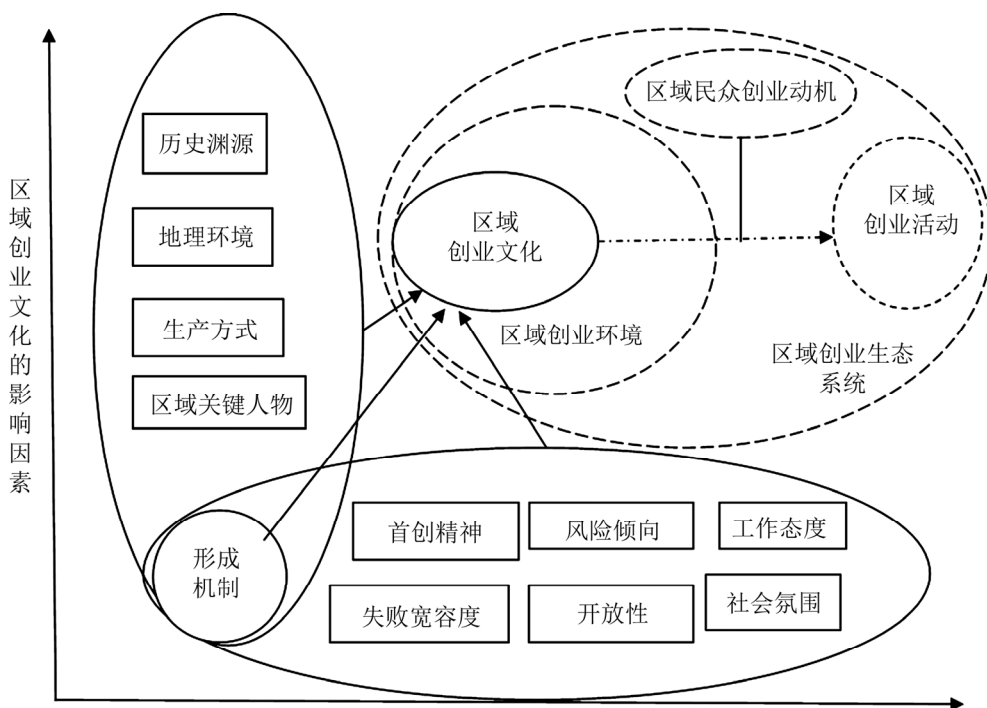 区域创业文化的影响因素
历史渊源
地理环境
生产方式
区域关键人物
形成
机制
区域
创业文化
区域创业环境
区域民众创业动机
区域
创业活动
区域创业生态
系统
首创精神
风险倾向
工作态度
失败宽容度
开放性
社会氛围